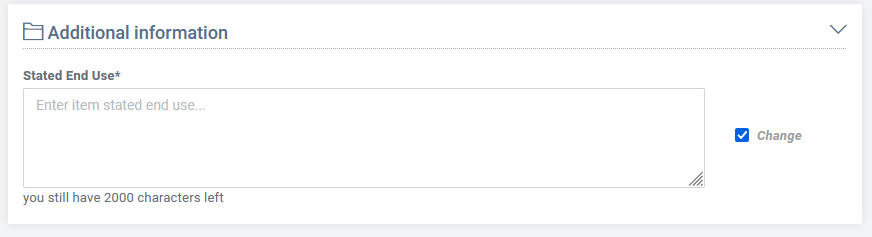 Additional information
Stated End Use*
Enter item stated end use...
Change
you still have 2000 characters left